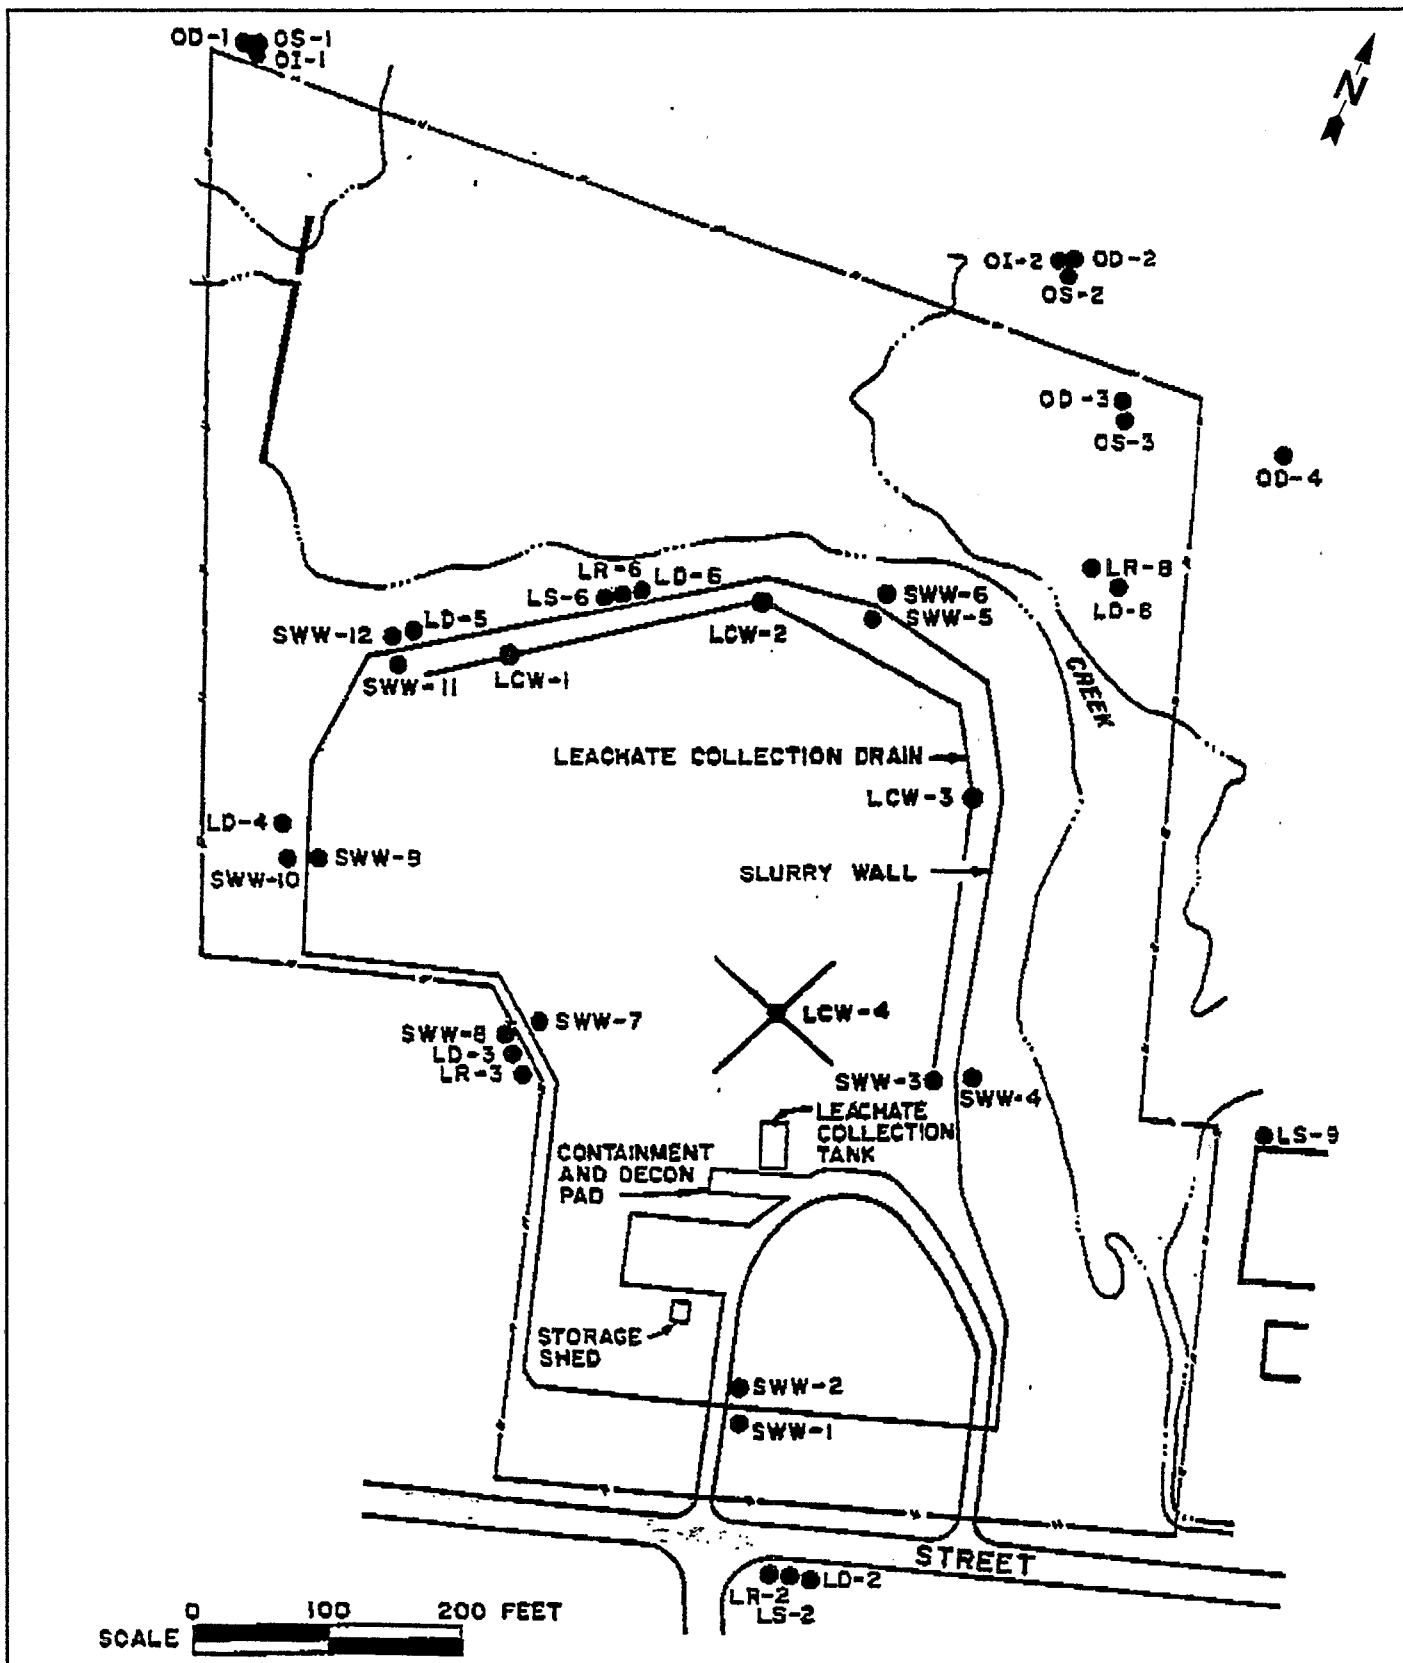 OD-1
OS-1
OI-1
N
OI-2
OD-2
OS-2
OD-3
OS-3
OD-4
LR-6
LD-6
LS-6
SWW-6
SWW-5
LR-8
LD-8
LD-5
SWW-12
SWW-11
LCW-1
LCW-2
CREEK
LEACHATE COLLECTION DRAIN
LCW-3
LD-4
SWW-9
SWW-10
SLURRY WALL
LCW-4
SWW-7
SWW-8
LD-3
LR-3
SWW-3
SWW-4
LEACHATE
COLLECTION
TANK
LS-9
CONTAINMENT
AND DECON
PAD
STORAGE
SHED
SWW-2
SWW-1
STREET
LD-2
LR-2
LS-2
0 100 200 FEET
SCALE